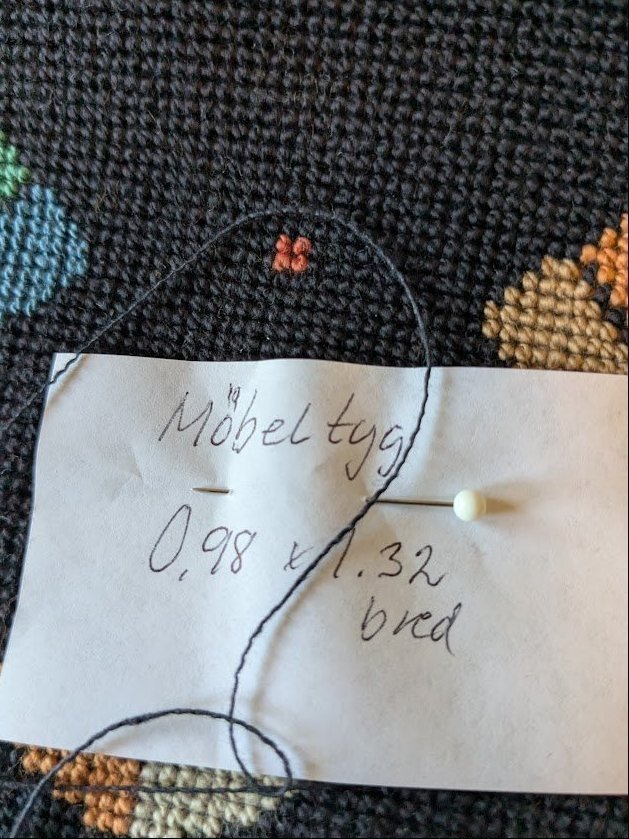 Möbeltyg
0,98 x 1.32
bred